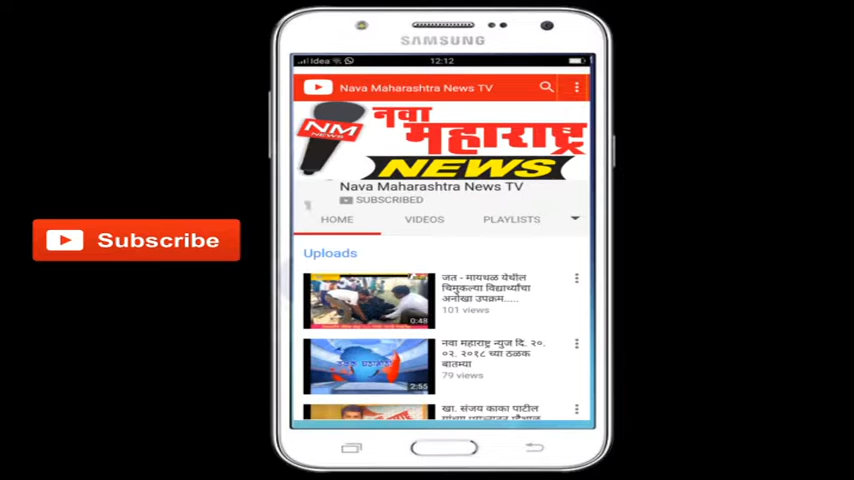 SAMSUNG
Idea
12:12
Nava Maharashtra News TV
NM
NEWS
नवा
महाराष्ट्र
NEWS
Nava Maharashtra News TV
SUBSCRIBED
HOME VIDEOS PLAYLISTS
Subscribe
Uploads
जत - मायथळ येथील
चिमुकल्या विद्यार्थ्यांचा
अनोखा उपक्रम.....
101 views
0:48
नवा महाराष्ट्र न्युज दि. २०.
०२. २०१८ च्या ठळक
बातम्या
79 views
2:55
खा. संजय काका पाटील